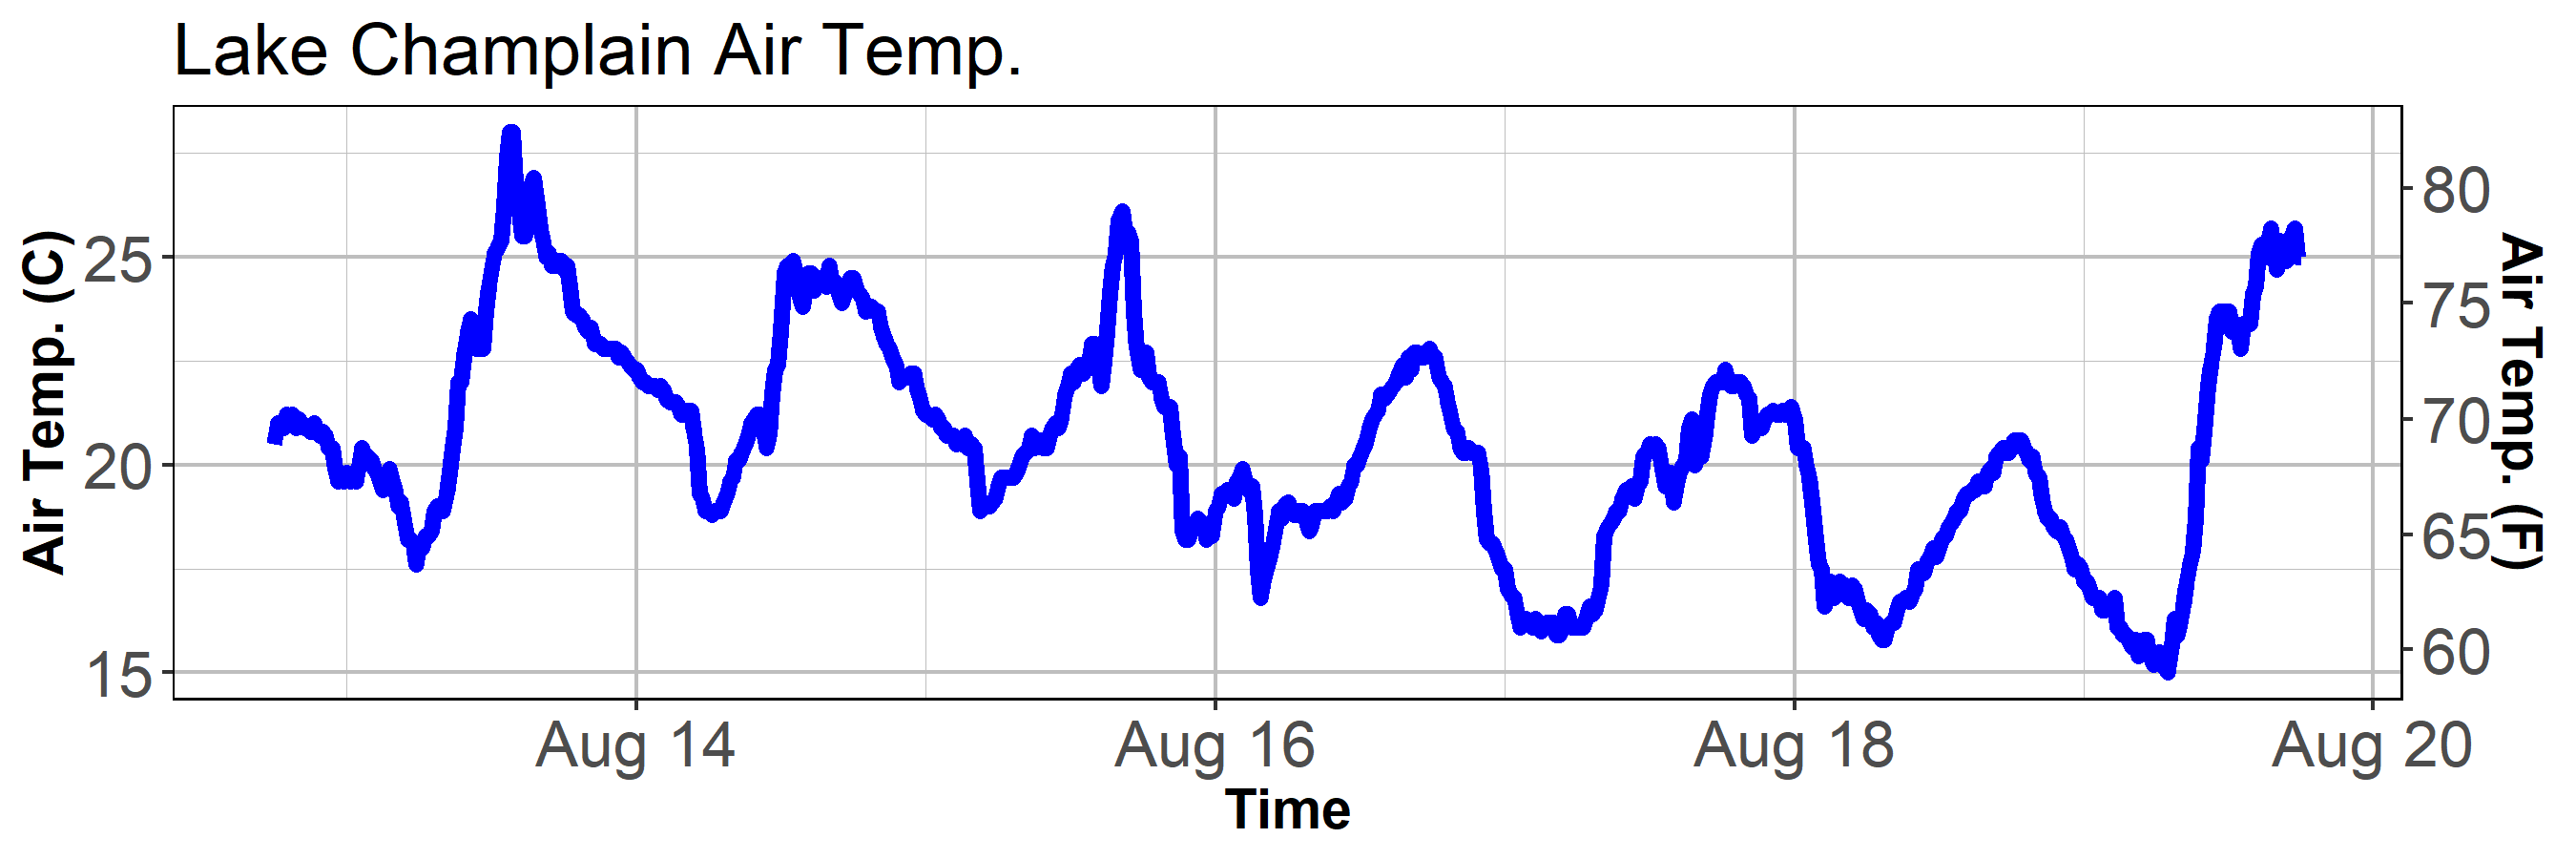 Lake Champlain Air Temp.
Air Temp. (C)
25
20
15
80
75
70
65
60
Air Temp. (F)
Aug 14
Aug 16
Aug 18
Aug 20
Time